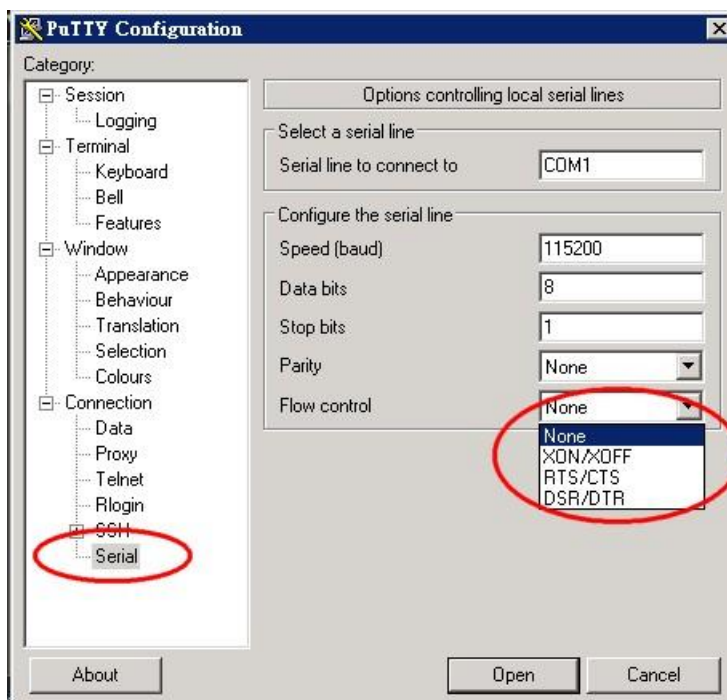 PuTTY Configuration
Category:
Session
Logging
Terminal
Keyboard
Bell
Features
Window
Appearance
Behaviour
Translation
Selection
Colours
Connection
Data
Proxy
Telnet
Rlogin
SSH
Serial
Options controlling local serial lines
Select a serial line
Serial line to connect to COM1
Configure the serial line
Speed (baud) 115200
Data bits 8
Stop bits 1
Parity None
Flow control None
None
XON/XOFF
RTS/CTS
DSR/DTR
About Open Cancel